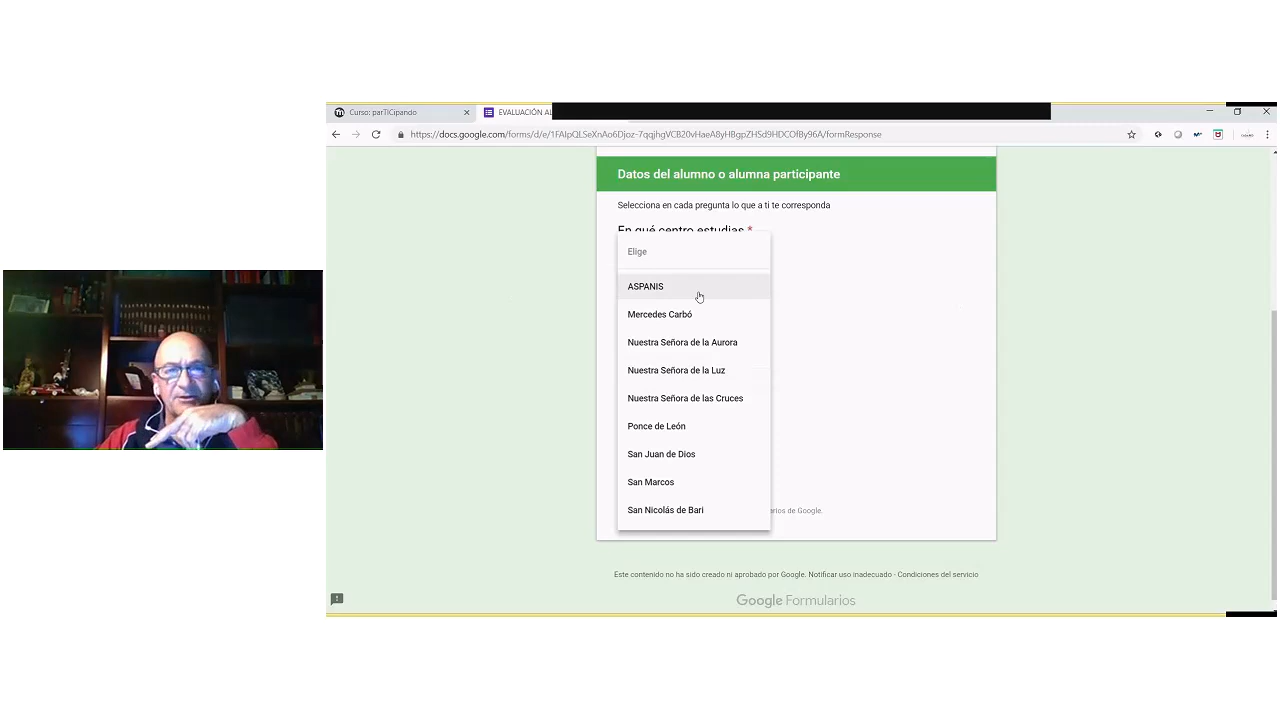 Curso: parTICipando
EVALUACIÓN AL
https://docs.google.com/forms/d/e/1FAIpQLSeXnAo6Djoz-7qqjhgVCB20vHaeA8yHBgpZHSd9HDCOfBy96A/formResponse
Datos del alumno o alumna participante
Selecciona en cada pregunta lo que a ti te corresponda
En qué centro estudias *
Elige
ASPANIS
Mercedes Carbó
Nuestra Señora de la Aurora
Nuestra Señora de la Luz
Nuestra Señora de las Cruces
Ponce de León
San Juan de Dios
San Marcos
San Nicolás de Bari
arios de Google.
Este contenido no ha sido creado ni aprobado por Google. Notificar uso inadecuado - Condiciones del servicio
Google Formularios